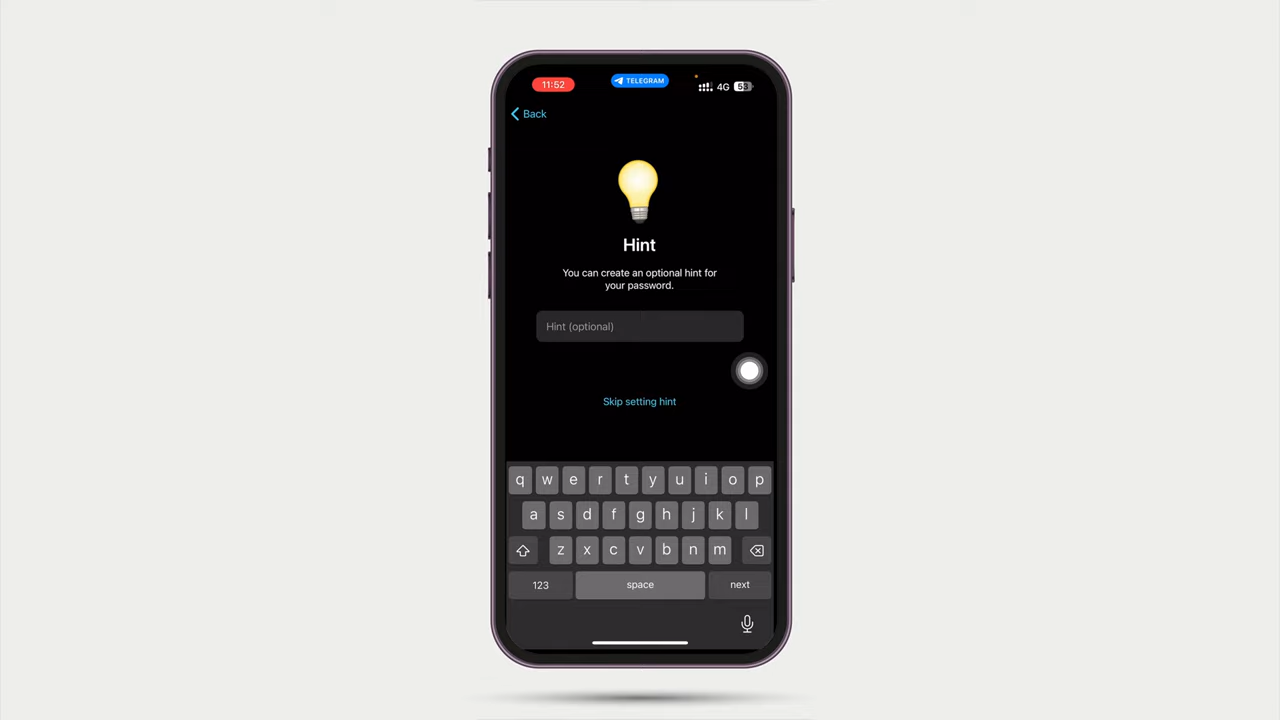 11:52
TELEGRAM
4G
53
Back
Hint
You can create an optional hint for
your password.
Hint (optional)
Skip setting hint
q w e r t y u i o p
a s d f g h j k l
z x c v b n m
123 space next